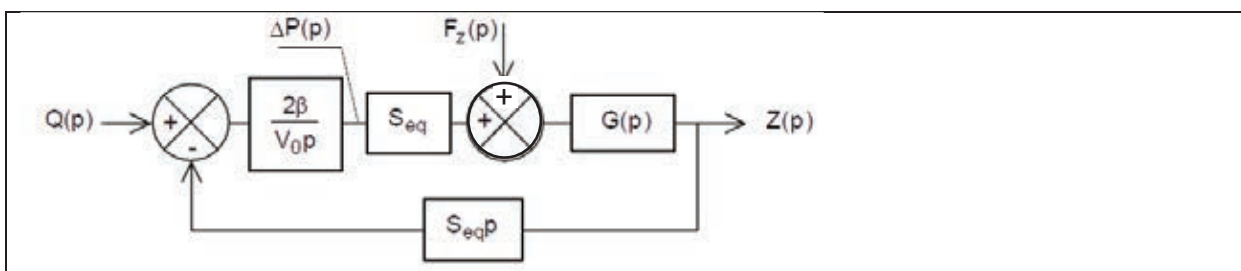 ΔP(p)
F_z(p)
Q(p)
+
-
2β
V₀p
S_eq
+
+
G(p)
Z(p)
S_eq p